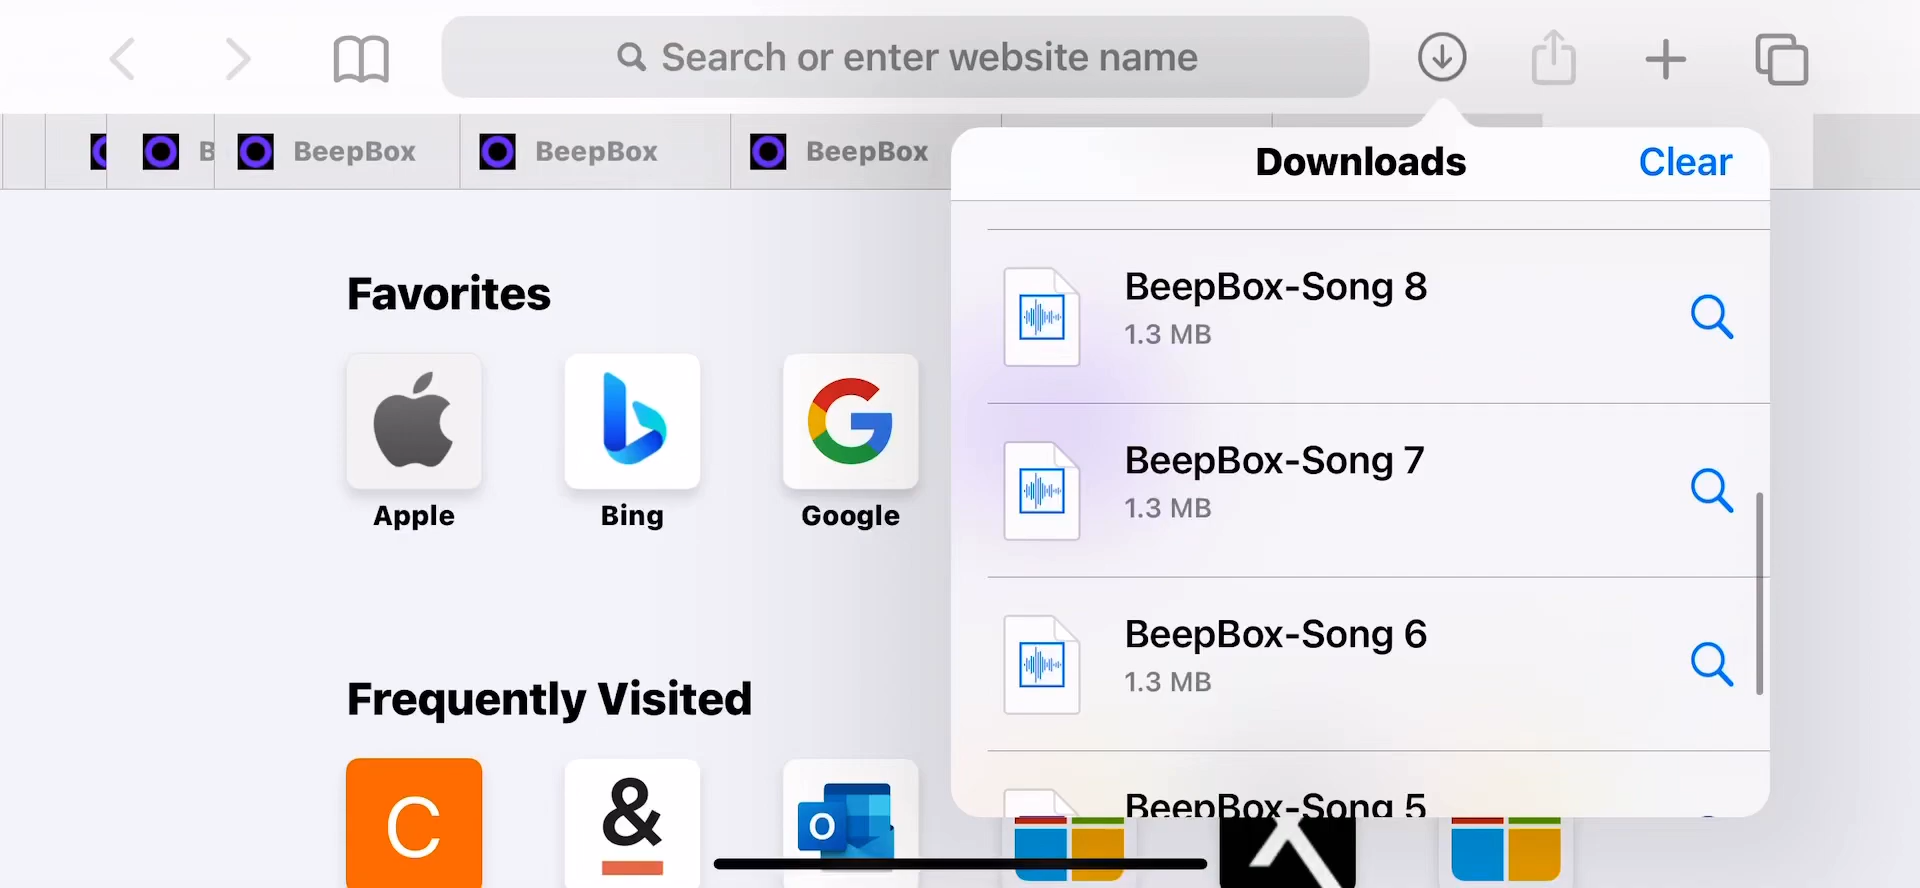 Search or enter website name
B
BeepBox
BeepBox
BeepBox
Downloads
Clear
Favorites
Apple
Bing
Google
BeepBox-Song 8
1.3 MB
BeepBox-Song 7
1.3 MB
BeepBox-Song 6
1.3 MB
BeepBox-Song 5
Frequently Visited
C
&
O